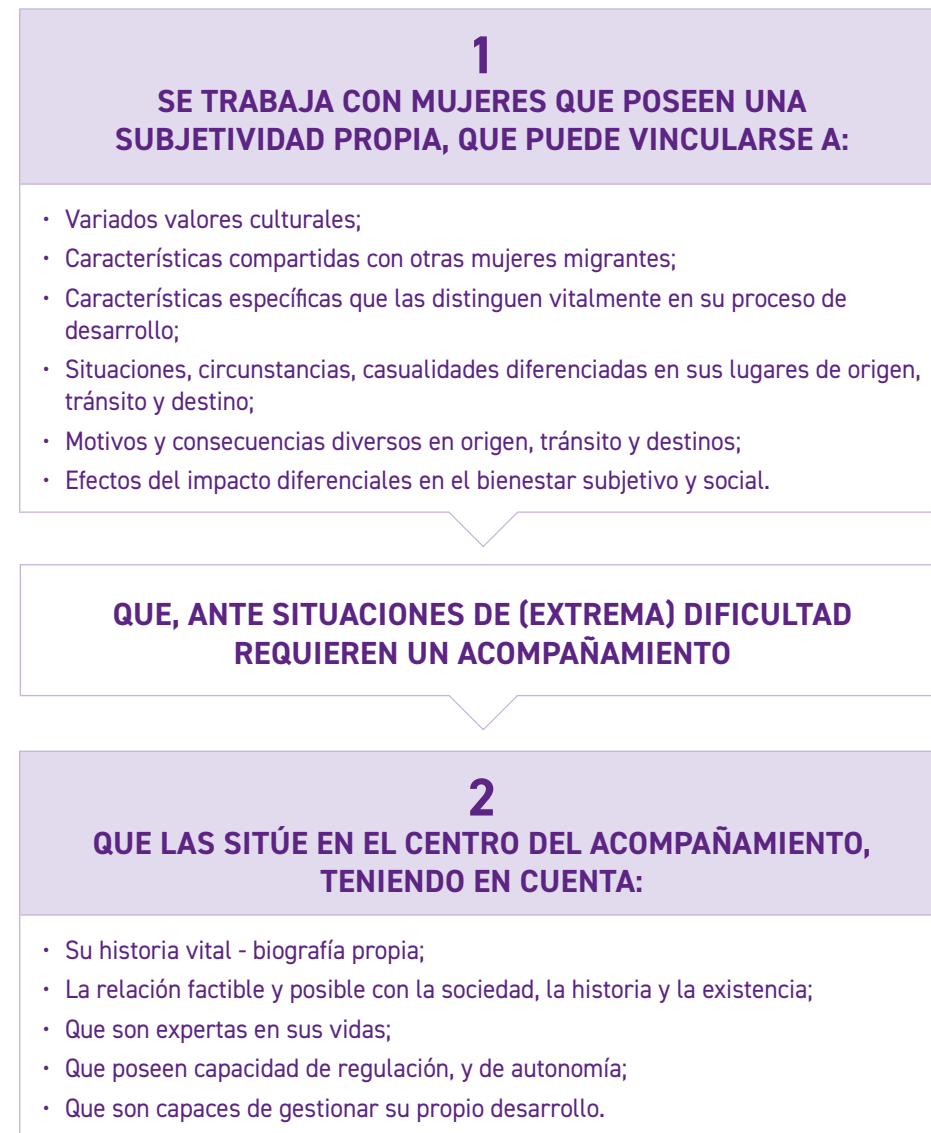 1
SE TRABAJA CON MUJERES QUE POSEEN UNA
SUBJETIVIDAD PROPIA, QUE PUEDE VINCULARSE A:
· Variados valores culturales;
· Características compartidas con otras mujeres migrantes;
· Características específicas que las distinguen vitalmente en su proceso de
desarrollo;
· Situaciones, circunstancias, casualidades diferenciadas en sus lugares de origen,
tránsito y destino;
· Motivos y consecuencias diversos en origen, tránsito y destinos;
· Efectos del impacto diferenciales en el bienestar subjetivo y social.
QUE, ANTE SITUACIONES DE (EXTREMA) DIFICULTAD
REQUIEREN UN ACOMPAÑAMIENTO
2
QUE LAS SITÚE EN EL CENTRO DEL ACOMPAÑAMIENTO,
TENIENDO EN CUENTA:
· Su historia vital - biografía propia;
· La relación factible y posible con la sociedad, la historia y la existencia;
· Que son expertas en sus vidas;
· Que poseen capacidad de regulación, y de autonomía;
· Que son capaces de gestionar su propio desarrollo.